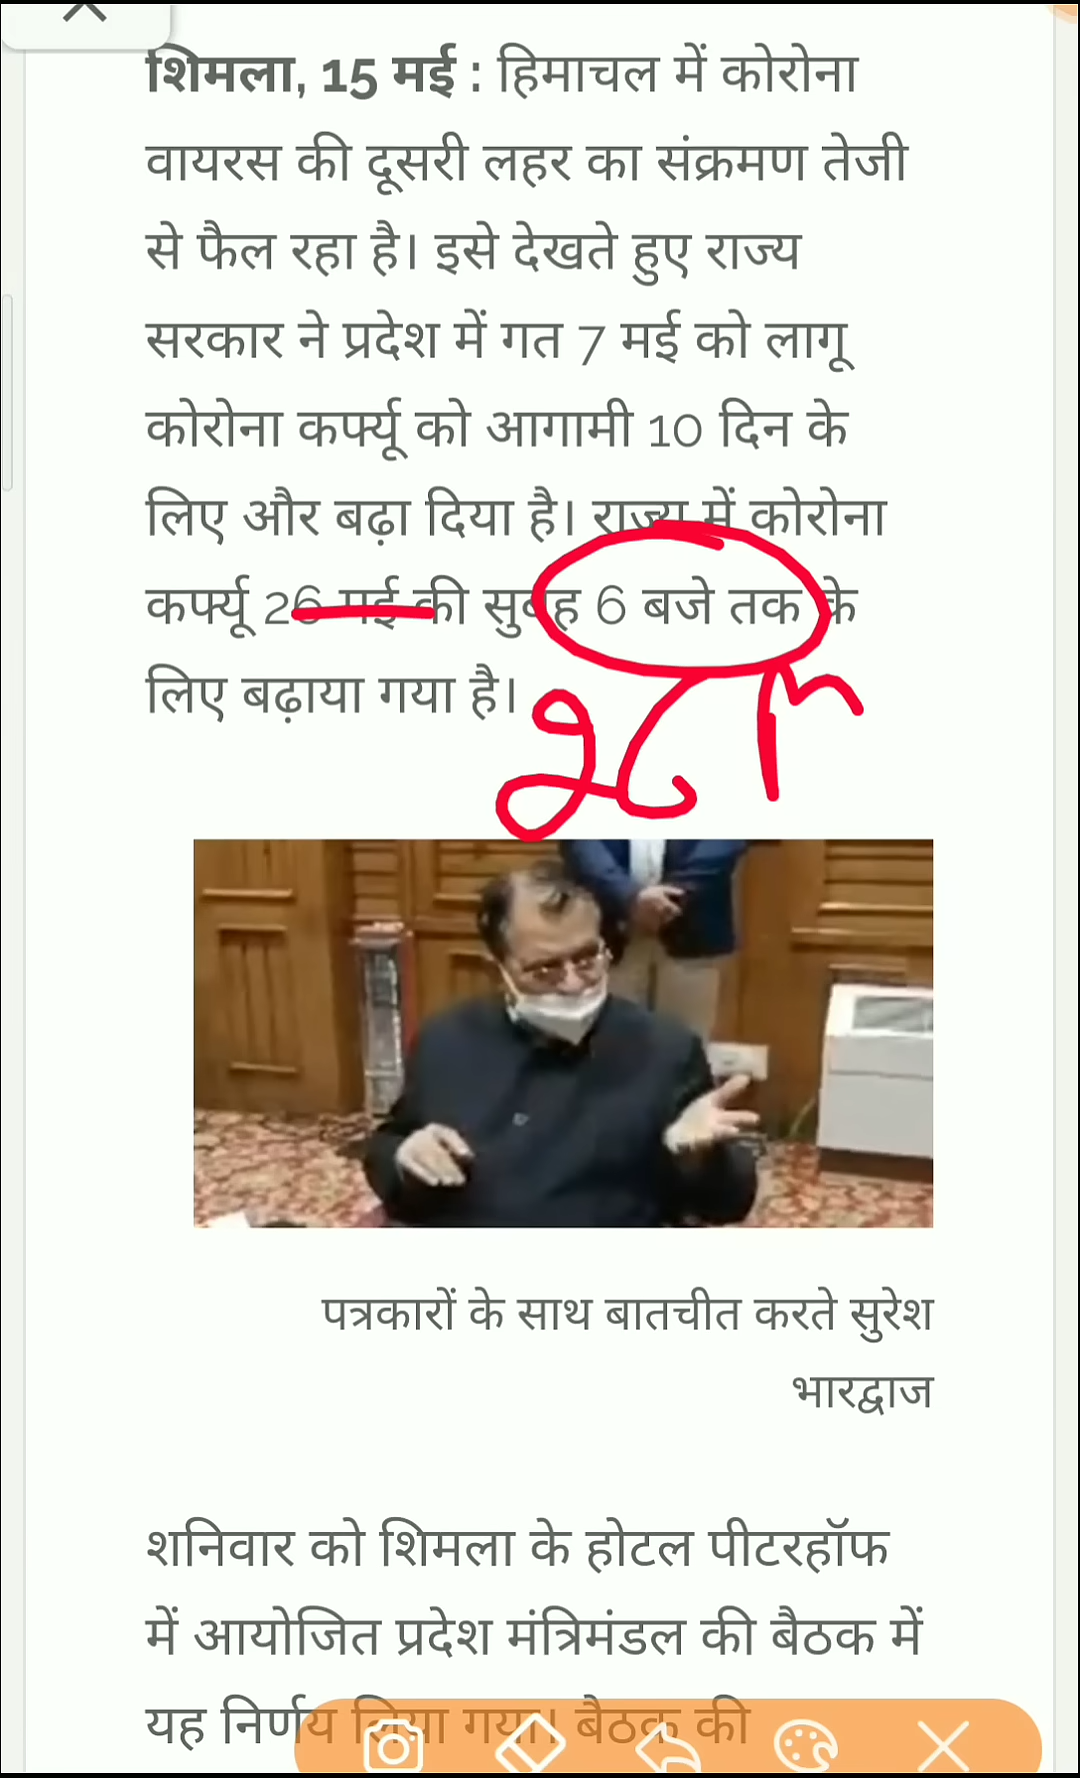 शिमला, 15 मई : हिमाचल में कोरोना
वायरस की दूसरी लहर का संक्रमण तेजी
से फैल रहा है। इसे देखते हुए राज्य
सरकार ने प्रदेश में गत 7 मई को लागू
कोरोना कर्फ्यू को आगामी 10 दिन के
लिए और बढ़ा दिया है। राज्य में कोरोना
कर्फ्यू 26 मई की सुबह 6 बजे तक के
लिए बढ़ाया गया है।
पत्रकारों के साथ बातचीत करते सुरेश
भारद्वाज
शनिवार को शिमला के होटल पीटरहॉफ
में आयोजित प्रदेश मंत्रिमंडल की बैठक में
यह निर्णय लिया गया। बैठक की